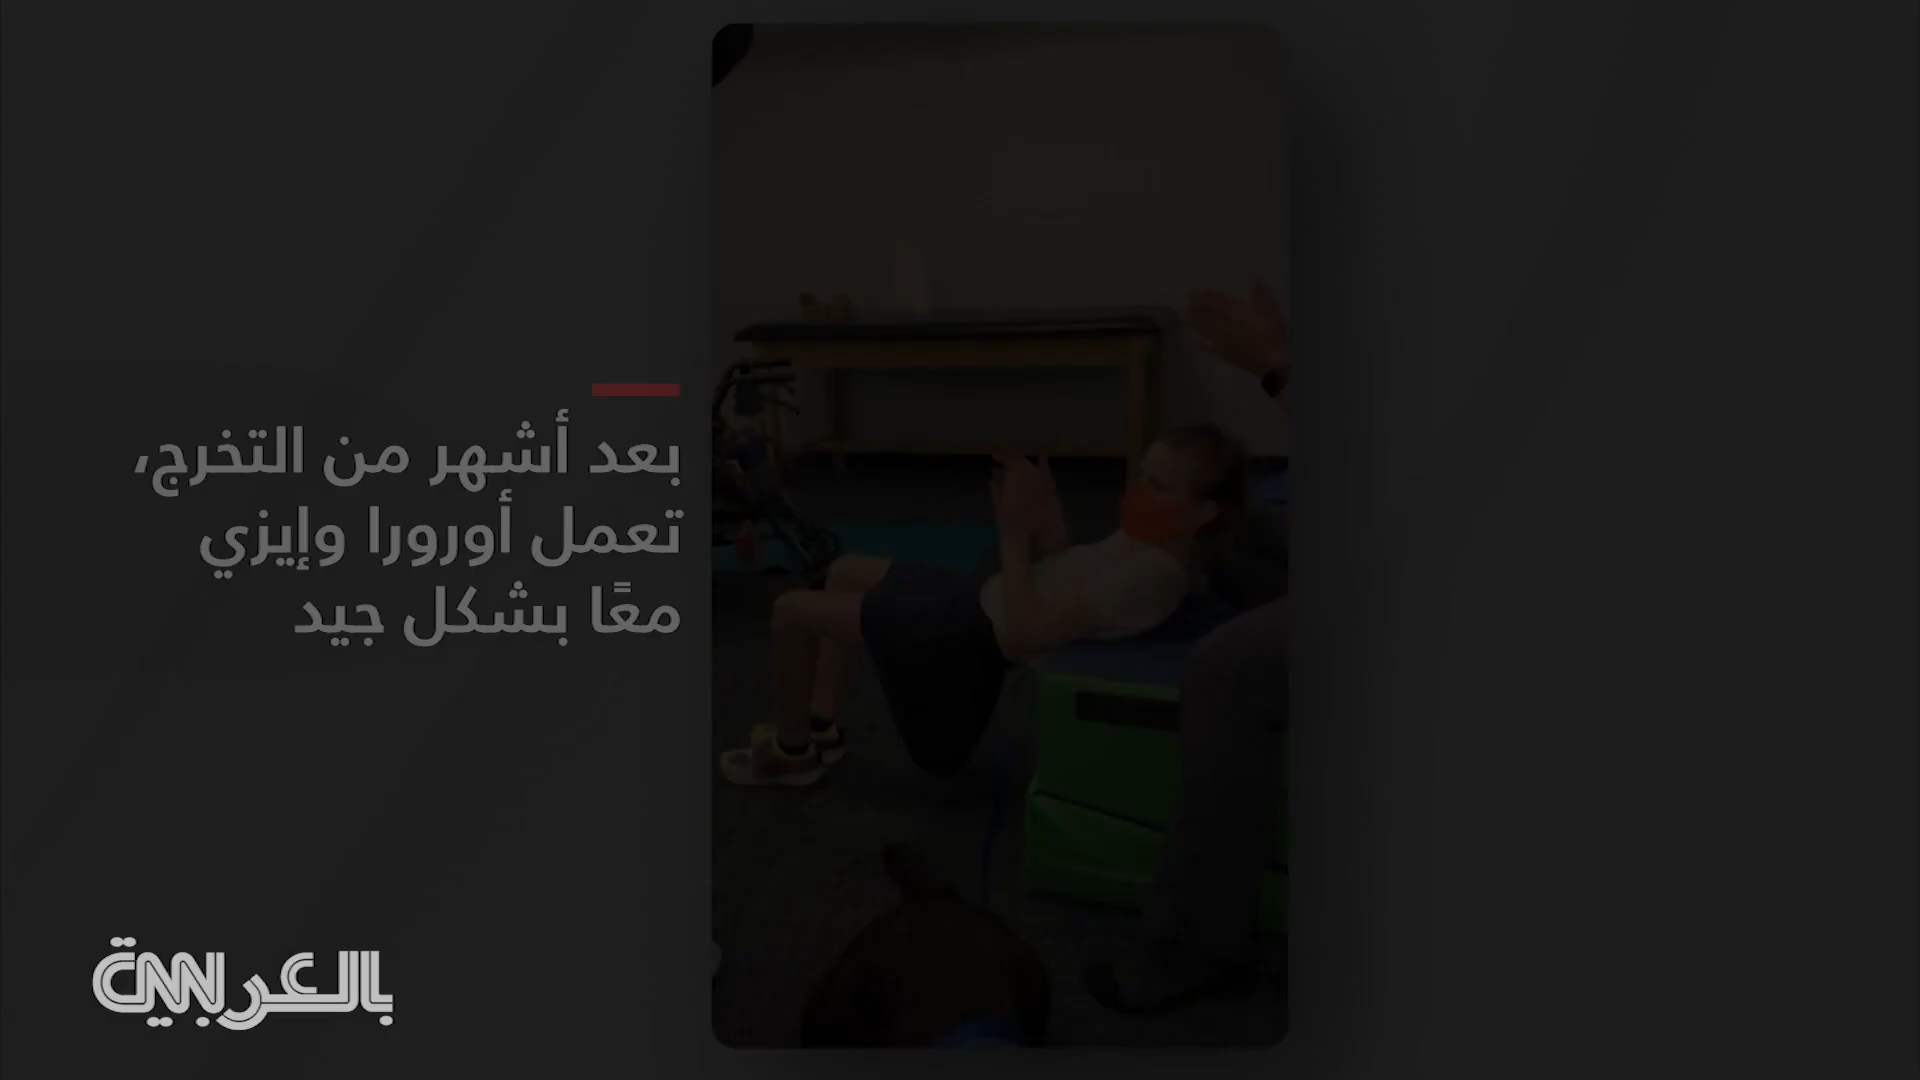 بعد أشهر من التخرج،
تعمل أورورا وإيزي
معًا بشكل جيد
CNN بالعربية